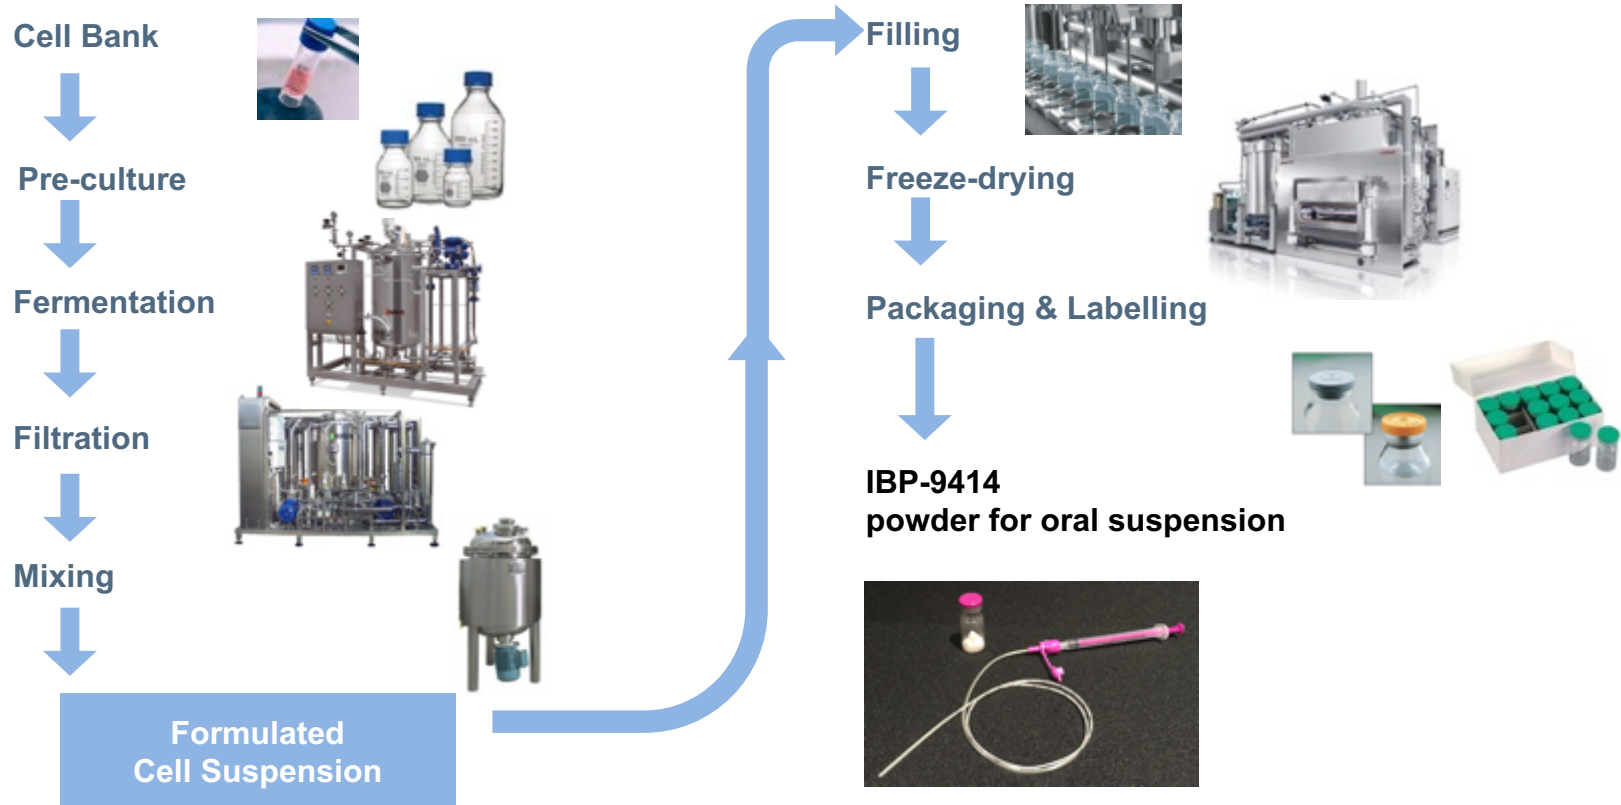 Cell Bank
Pre-culture
Fermentation
Filtration
Mixing
Formulated
Cell Suspension
Filling
Freeze-drying
Packaging & Labelling
IBP-9414
powder for oral suspension